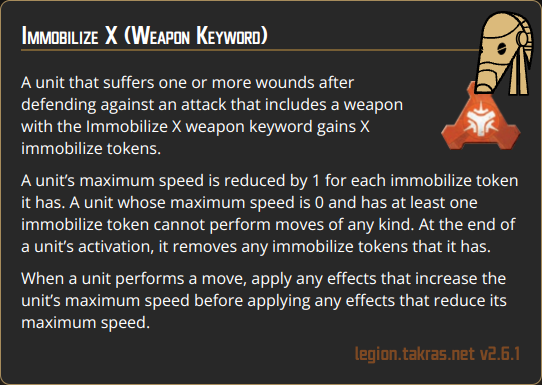 Immobilize X (Weapon Keyword)
A unit that suffers one or more wounds after
defending against an attack that includes a weapon
with the Immobilize X weapon keyword gains X
immobilize tokens.
A unit’s maximum speed is reduced by 1 for each immobilize token
it has. A unit whose maximum speed is 0 and has at least one
immobilize token cannot perform moves of any kind. At the end of
a unit’s activation, it removes any immobilize tokens that it has.
When a unit performs a move, apply any effects that increase the
unit’s maximum speed before applying any effects that reduce its
maximum speed.
legion.takras.net v2.6.1